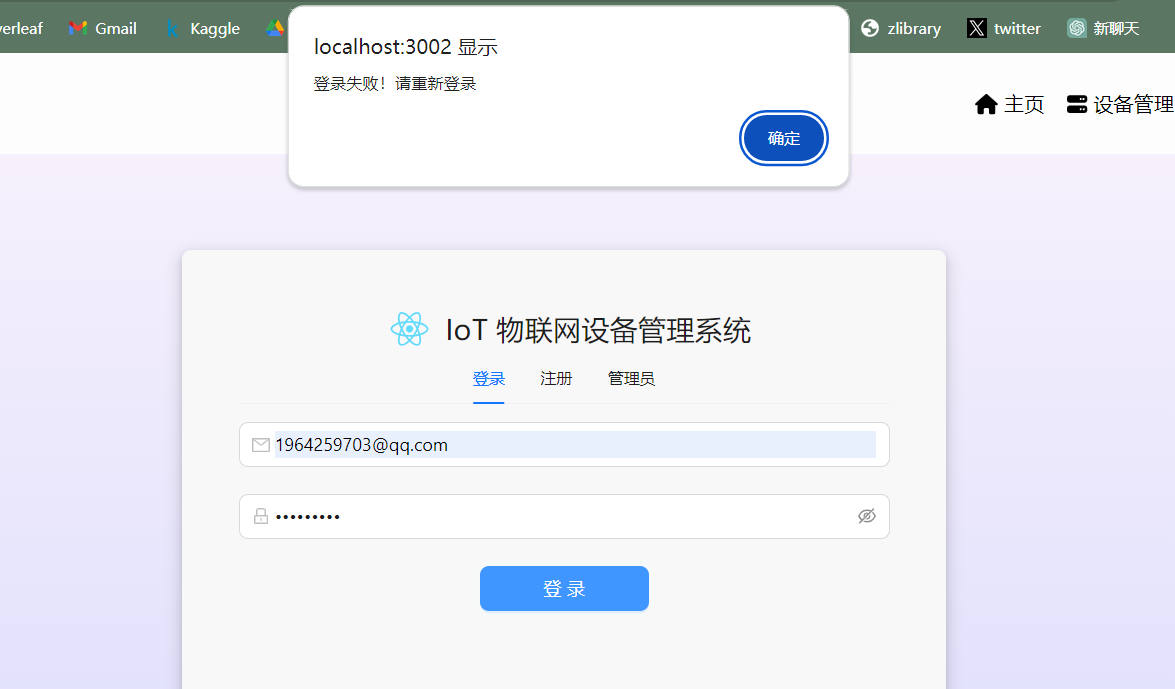 verleaf Gmail Kaggle zlibrary twitter 新聊天
localhost:3002 显示
登录失败！请重新登录
确定
主页 设备管理
IoT 物联网设备管理系统
登录 注册 管理员
1964259703@qq.com
•••••••••
登 录